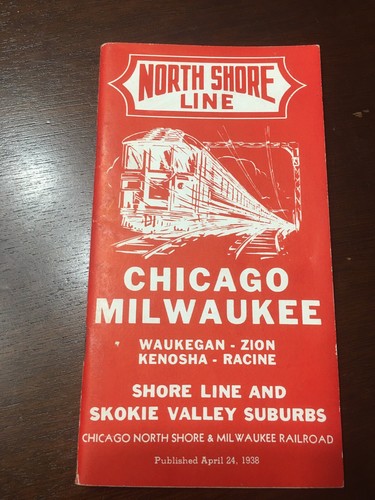 NORTH SHORE
LINE
CHICAGO
MILWAUKEE
WAUKEGAN - ZION
KENOSHA - RACINE
SHORE LINE AND
SKOKIE VALLEY SUBURBS
CHICAGO NORTH SHORE & MILWAUKEE RAILROAD
Published April 24, 1938